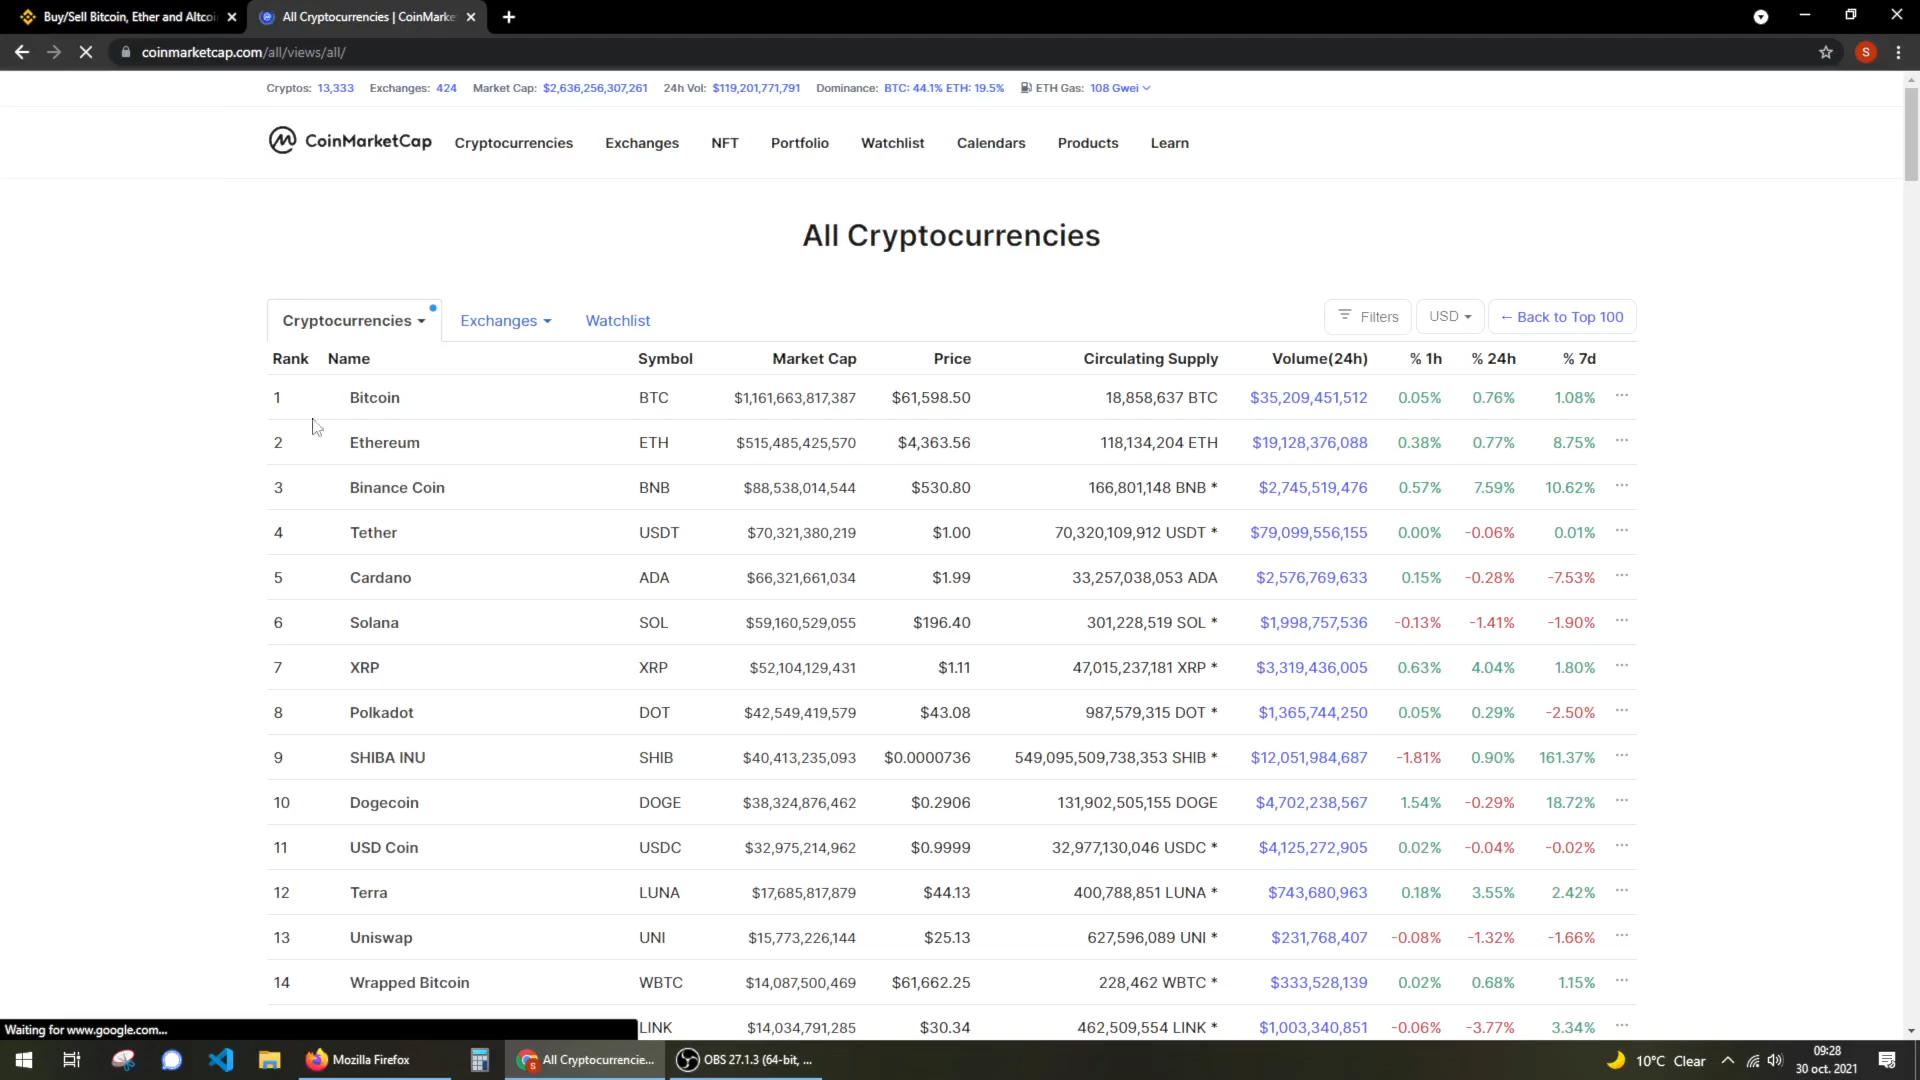 Buy/Sell Bitcoin, Ether and Altcoi
All Cryptocurrencies | CoinMarke
coinmarketcap.com/all/views/all/
S
Cryptos: 13,333 Exchanges: 424 Market Cap: $2,636,256,307,261 24h Vol: $119,201,771,791 Dominance: BTC: 44.1% ETH: 19.5% ETH Gas: 108 Gwei
CoinMarketCap Cryptocurrencies Exchanges NFT Portfolio Watchlist Calendars Products Learn
All Cryptocurrencies
Cryptocurrencies Exchanges Watchlist Filters USD ← Back to Top 100
Rank Name Symbol Market Cap Price Circulating Supply Volume(24h) % 1h % 24h % 7d
1 Bitcoin BTC $1,161,663,817,387 $61,598.50 18,858,637 BTC $35,209,451,512 0.05% 0.76% 1.08% ...
2 Ethereum ETH $515,485,425,570 $4,363.56 118,134,204 ETH $19,128,376,088 0.38% 0.77% 8.75% ...
3 Binance Coin BNB $88,538,014,544 $530.80 166,801,148 BNB * $2,745,519,476 0.57% 7.59% 10.62% ...
4 Tether USDT $70,321,380,219 $1.00 70,320,109,912 USDT * $79,099,556,155 0.00% -0.06% 0.01% ...
5 Cardano ADA $66,321,661,034 $1.99 33,257,038,053 ADA $2,576,769,633 0.15% -0.28% -7.53% ...
6 Solana SOL $59,160,529,055 $196.40 301,228,519 SOL * $1,998,757,536 -0.13% -1.41% -1.90% ...
7 XRP XRP $52,104,129,431 $1.11 47,015,237,181 XRP * $3,319,436,005 0.63% 4.04% 1.80% ...
8 Polkadot DOT $42,549,419,579 $43.08 987,579,315 DOT * $1,365,744,250 0.05% 0.29% -2.50% ...
9 SHIBA INU SHIB $40,413,235,093 $0.0000736 549,095,509,738,353 SHIB * $12,051,984,687 -1.81% 0.90% 161.37% ...
10 Dogecoin DOGE $38,324,876,462 $0.2906 131,902,505,155 DOGE $4,702,238,567 1.54% -0.29% 18.72% ...
11 USD Coin USDC $32,975,214,962 $0.9999 32,977,130,046 USDC * $4,125,272,905 0.02% -0.04% -0.02% ...
12 Terra LUNA $17,685,817,879 $44.13 400,788,851 LUNA * $743,680,963 0.18% 3.55% 2.42% ...
13 Uniswap UNI $15,773,226,144 $25.13 627,596,089 UNI * $231,768,407 -0.08% -1.32% -1.66% ...
14 Wrapped Bitcoin WBTC $14,087,500,469 $61,662.25 228,462 WBTC * $333,528,139 0.02% 0.68% 1.15% ...
LINK $14,034,791,285 $30.34 462,509,554 LINK * $1,003,340,851 -0.06% -3.77% 3.34% ...
Waiting for www.google.com...
Mozilla Firefox All Cryptocurrencie... OBS 27.1.3 (64-bit, ... 10°C Clear
09:28
30 oct. 2021